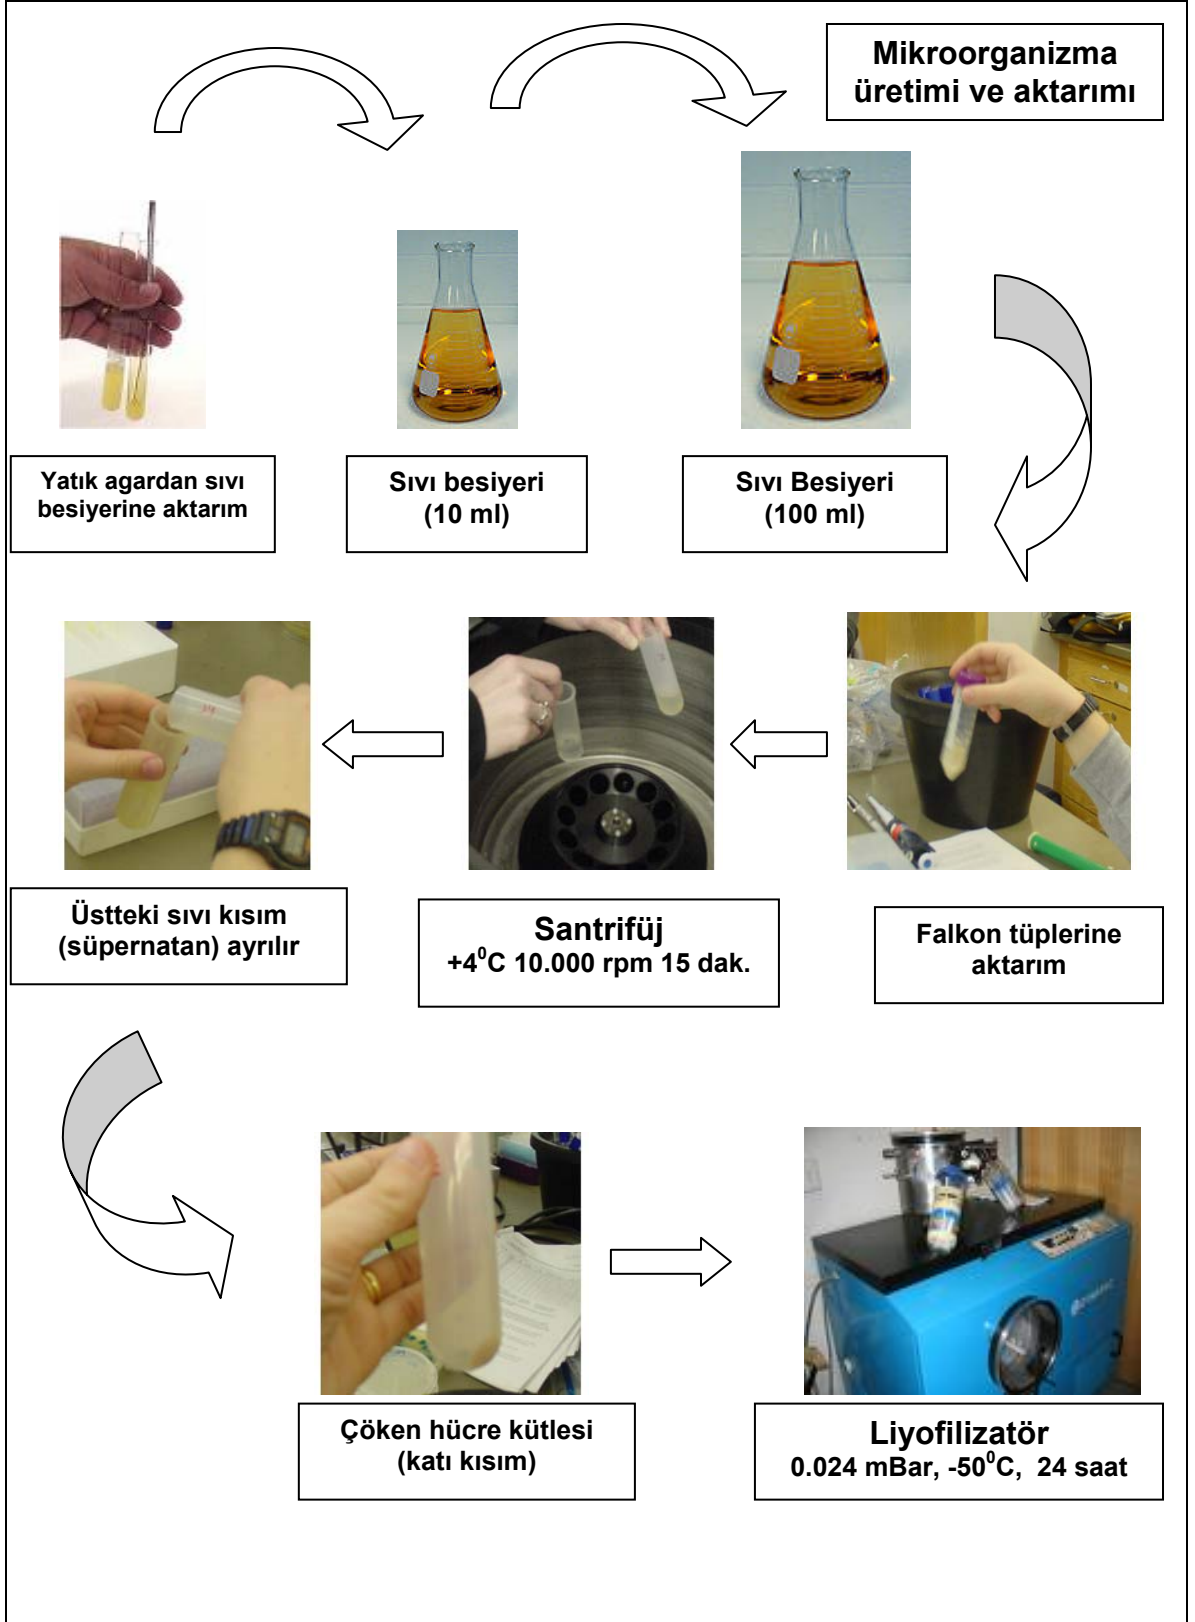 Mikroorganizma
üretimi ve aktarımı
Yatık agardan sıvı
besiyerine aktarım
Sıvı besiyeri
(10 ml)
Sıvı Besiyeri
(100 ml)
Üstteki sıvı kısım
(süpernatan) ayrılır
Santrifüj
+4⁰C 10.000 rpm 15 dak.
Falkon tüplerine
aktarım
Çöken hücre kütlesi
(katı kısım)
Liyofilizatör
0.024 mBar, -50⁰C, 24 saat